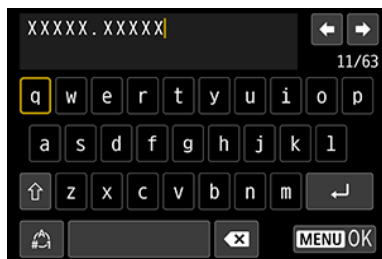 XXXXX.XXXXX
11/63
q w e r t y u i o p
a s d f g h j k l
z x c v b n m
MENU OK